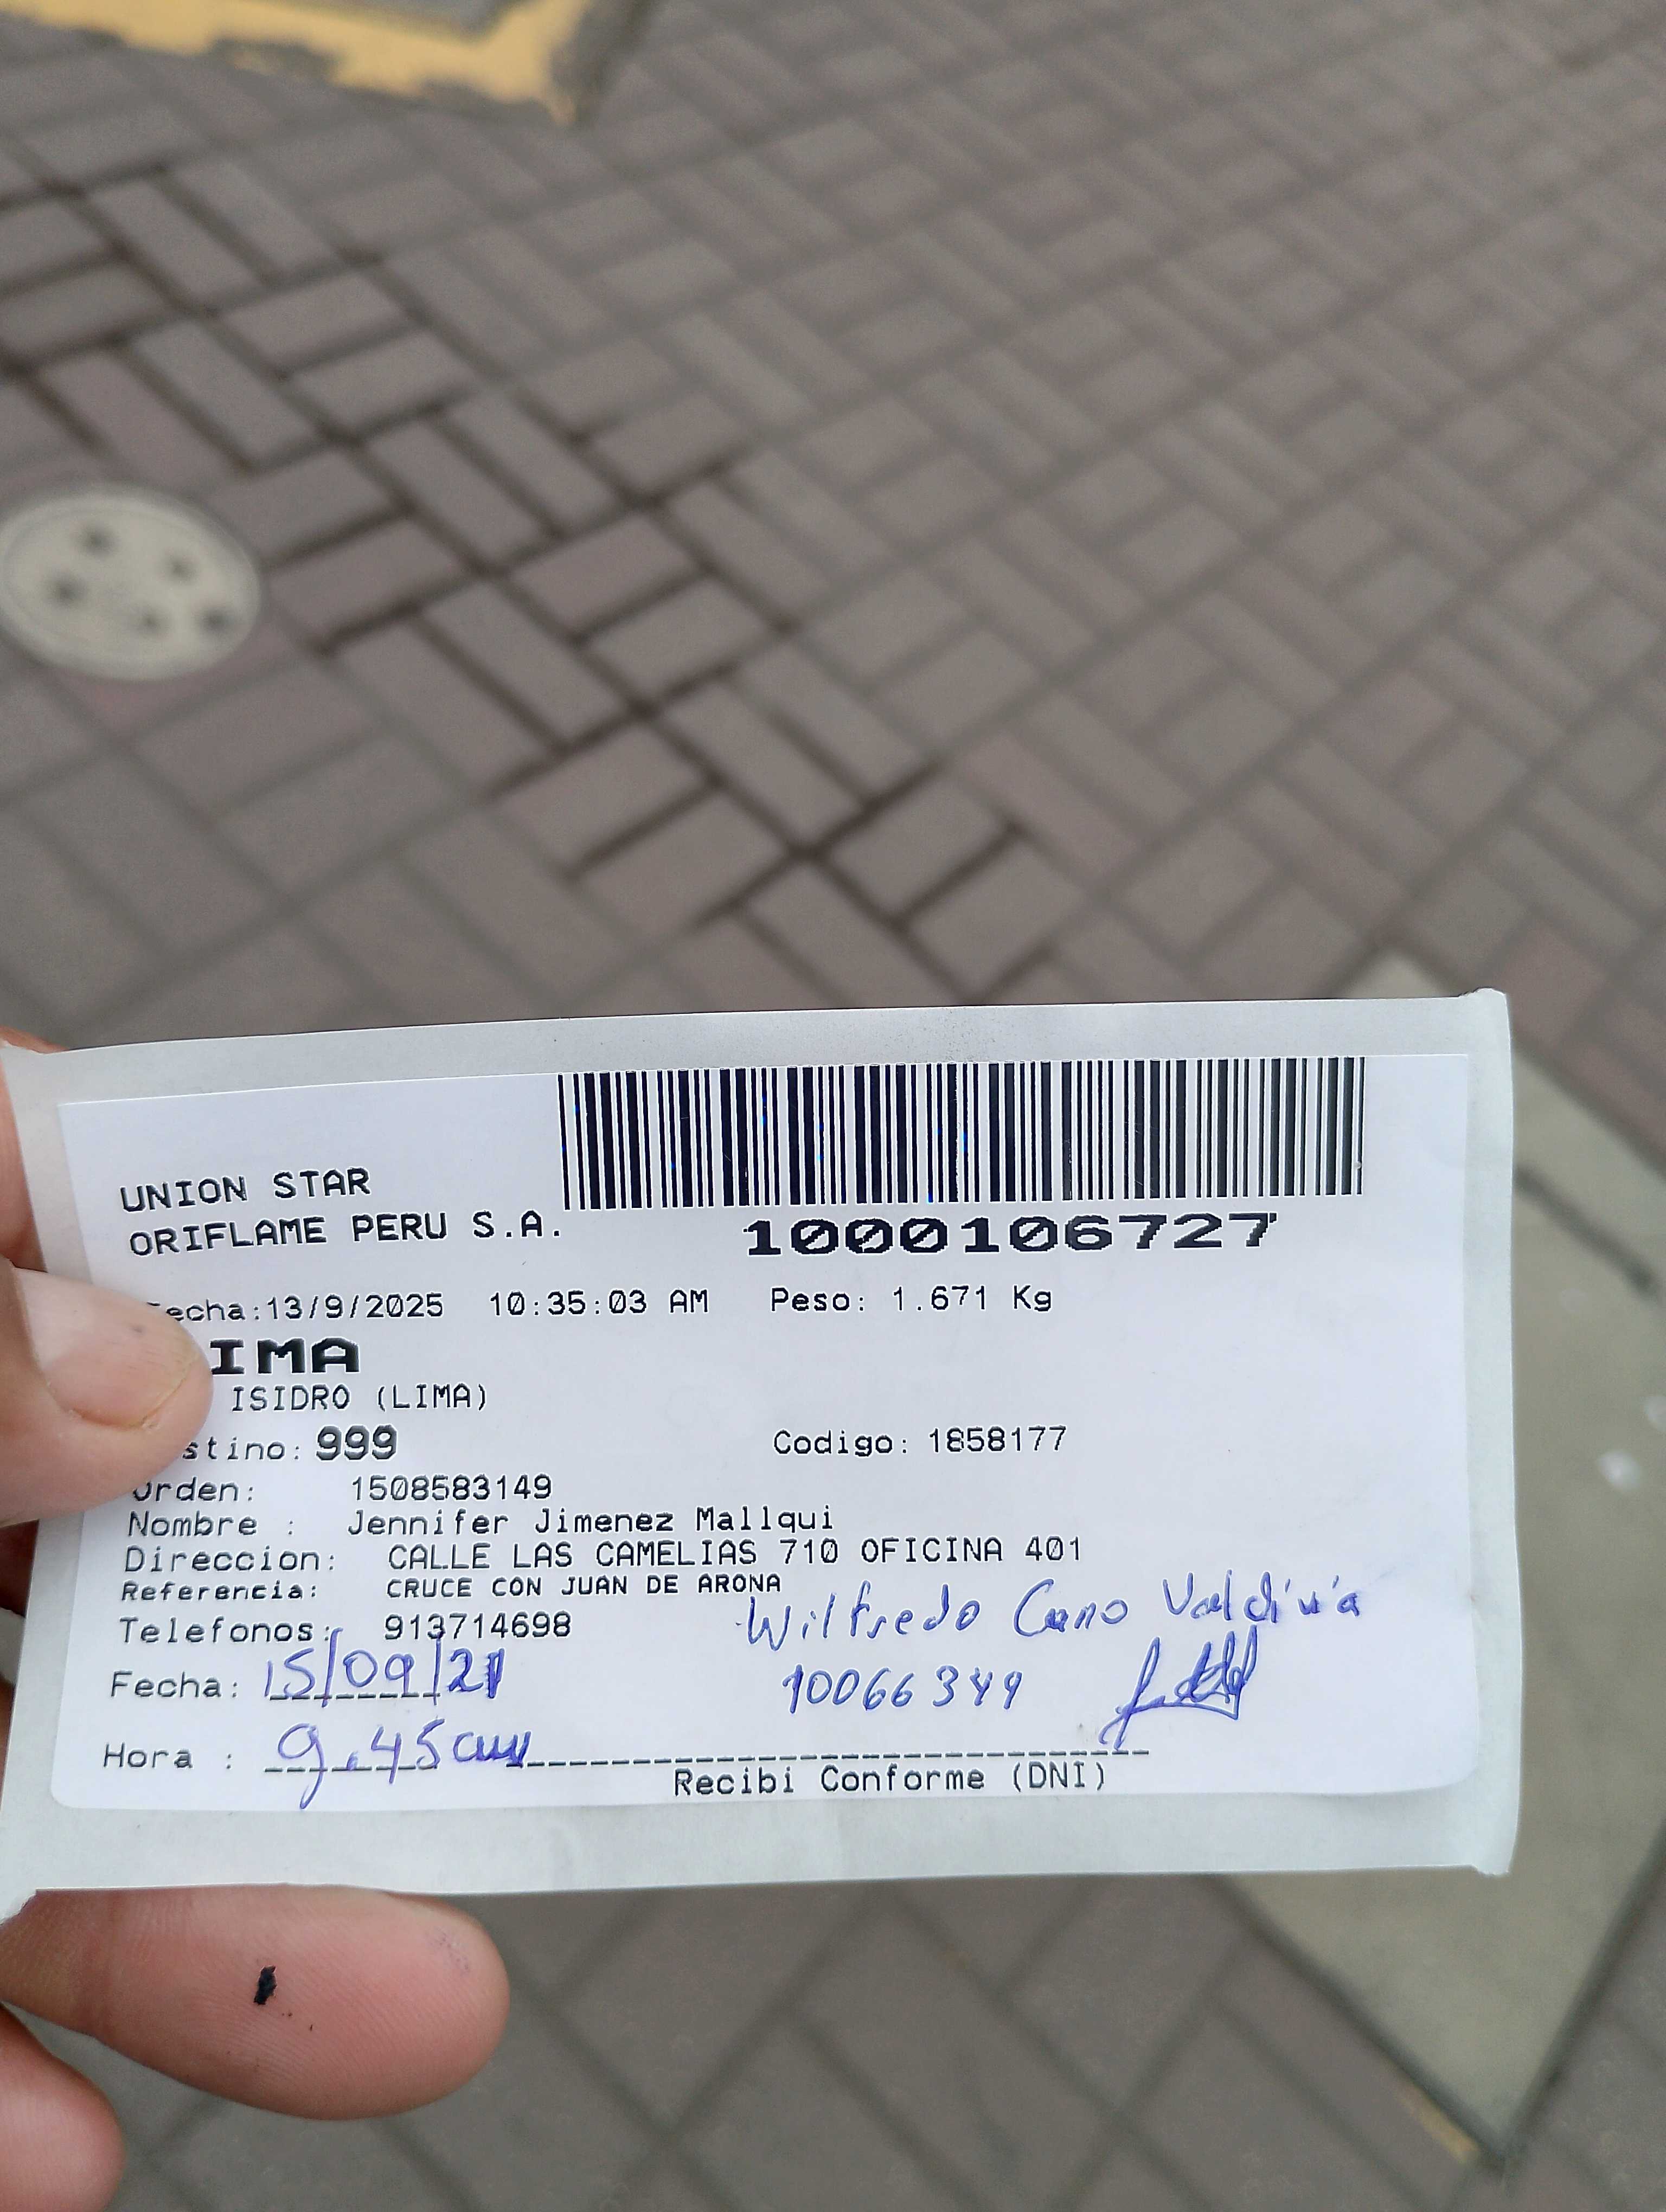 UNION STAR
ORIFLAME PERU S.A.
1000106727
echa:13/9/2025 10:35:03 AM Peso: 1.671 Kg
IMA
ISIDRO (LIMA)
stino: 999 Codigo: 1858177
Orden: 1508583149
Nombre : Jennifer Jimenez Mallqui
Direccion: CALLE LAS CAMELIAS 710 OFICINA 401
Referencia: CRUCE CON JUAN DE ARONA
Telefonos: 913714698
Wilfredo Cano Valdivia
Fecha: 15/09/21
10066349
Hora : 9.45am
Recibi Conforme (DNI)